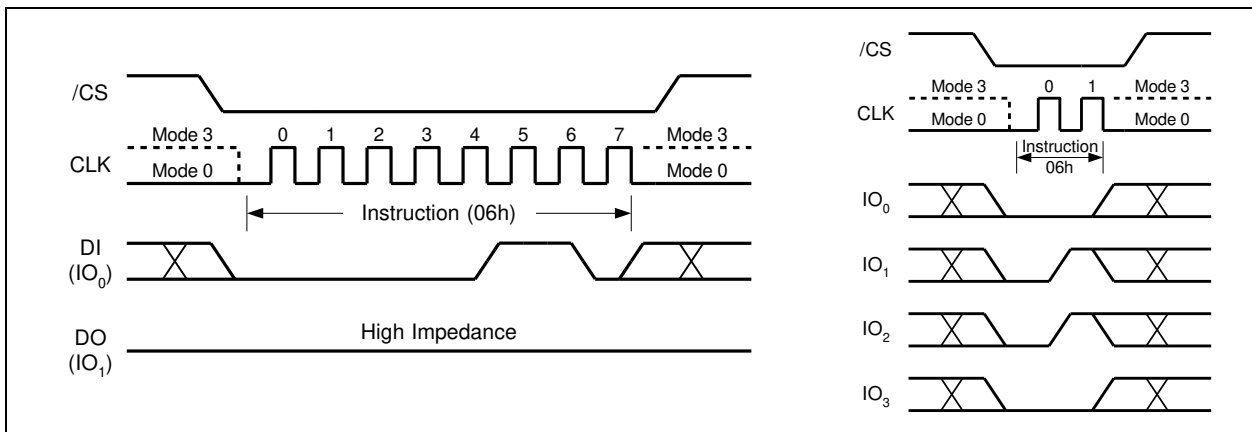 /CS
Mode 3 0 1 2 3 4 5 6 7 Mode 3
CLK Mode 0 Mode 0
Instruction (06h)
DI
(IO0)
High Impedance
DO
(IO1)
/CS
Mode 3 0 1 Mode 3
CLK Mode 0 Mode 0
Instruction
06h
IO0
IO1
IO2
IO3